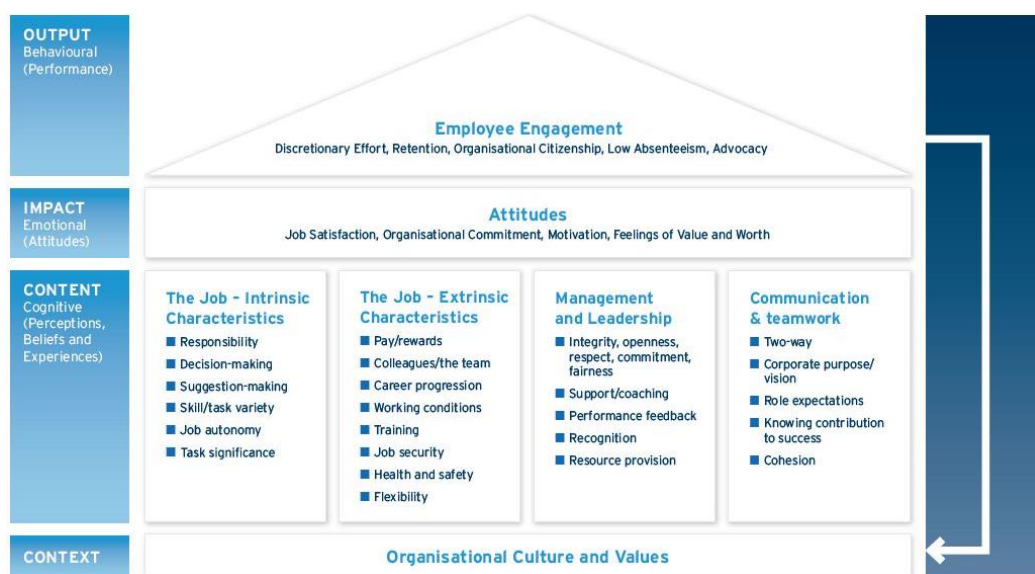 OUTPUT
Behavioural
(Performance)
Employee Engagement
Discretionary Effort, Retention, Organisational Citizenship, Low Absenteeism, Advocacy
IMPACT
Emotional
(Attitudes)
Attitudes
Job Satisfaction, Organisational Commitment, Motivation, Feelings of Value and Worth
CONTENT
Cognitive
(Perceptions,
Beliefs and
Experiences)
The Job – Intrinsic
Characteristics
Responsibility
Decision-making
Suggestion-making
Skill/task variety
Job autonomy
Task significance
The Job – Extrinsic
Characteristics
Pay/rewards
Colleagues/the team
Career progression
Working conditions
Training
Job security
Health and safety
Flexibility
Management
and Leadership
Integrity, openness,
respect, commitment,
fairness
Support/coaching
Performance feedback
Recognition
Resource provision
Communication
& teamwork
Two-way
Corporate purpose/
vision
Role expectations
Knowing contribution
to success
Cohesion
CONTEXT
Organisational Culture and Values